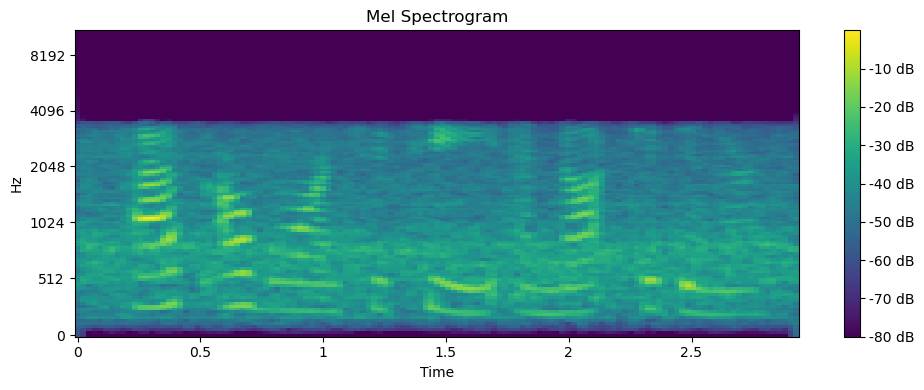 Mel Spectrogram
8192
4096
2048
1024
512
0
Hz
0
0.5
1
1.5
2
2.5
Time
-10 dB
-20 dB
-30 dB
-40 dB
-50 dB
-60 dB
-70 dB
-80 dB